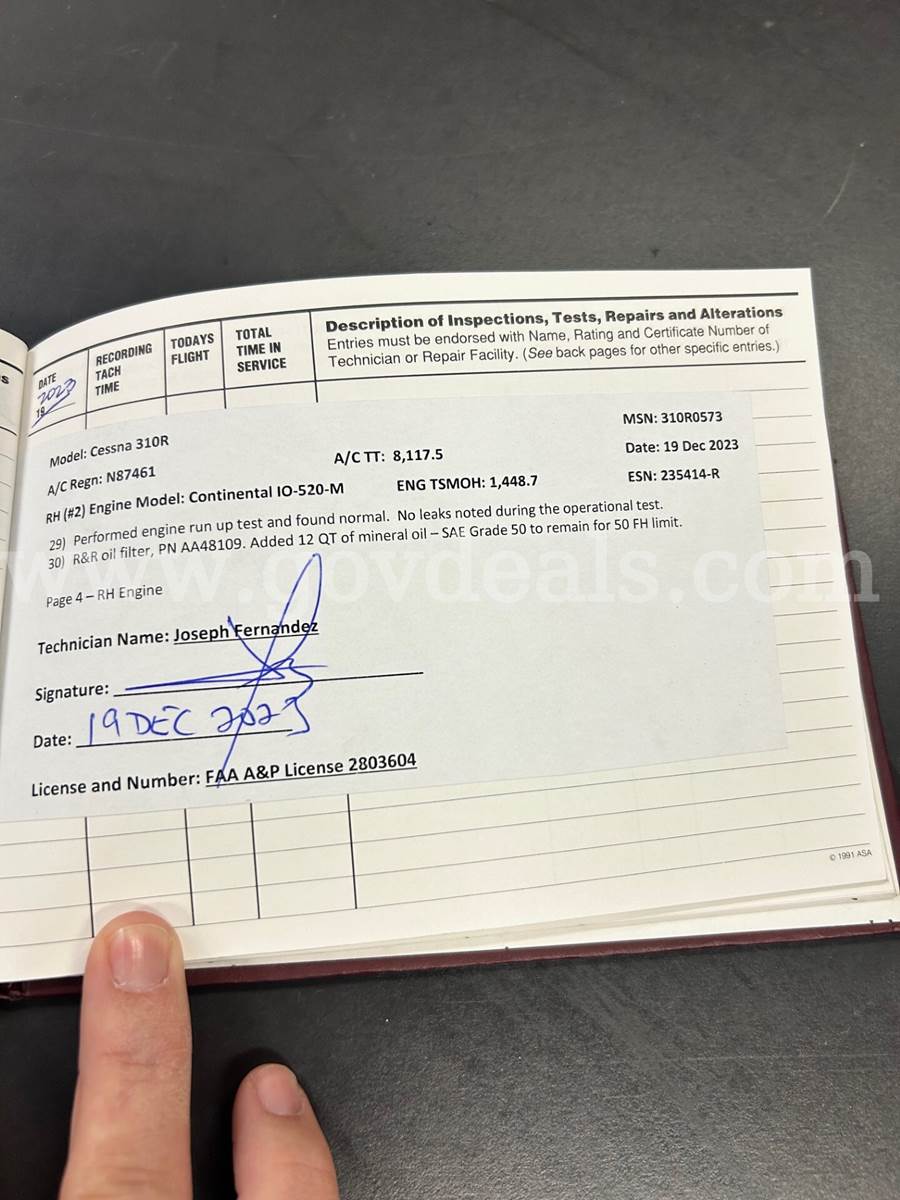 s
DATE
2023
19
RECORDING
TACH
TIME
TODAYS
FLIGHT
TOTAL
TIME IN
SERVICE
Description of Inspections, Tests, Repairs and Alterations
Entries must be endorsed with Name, Rating and Certificate Number of
Technician or Repair Facility. (See back pages for other specific entries.)
Model: Cessna 310R
MSN: 310R0573
A/C Regn: N87461
A/C TT: 8,117.5
Date: 19 Dec 2023
RH (#2) Engine Model: Continental IO-520-M
ENG TSMOH: 1,448.7
ESN: 235414-R
29) Performed engine run up test and found normal. No leaks noted during the operational test.
30) R&R oil filter, PN AA48109. Added 12 QT of mineral oil – SAE Grade 50 to remain for 50 FH limit.
www.govdeals.com
Page 4 – RH Engine
Technician Name: Joseph Fernandez
Signature:
Date: 19 DEC 2023
License and Number: FAA A&P License 2803604
© 1991 ASA